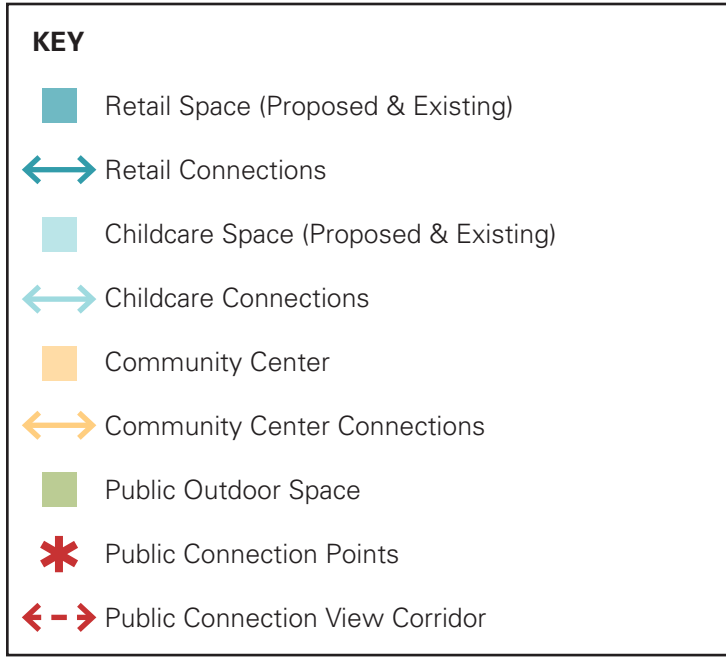 KEY
Retail Space (Proposed & Existing)
Retail Connections
Childcare Space (Proposed & Existing)
Childcare Connections
Community Center
Community Center Connections
Public Outdoor Space
Public Connection Points
Public Connection View Corridor